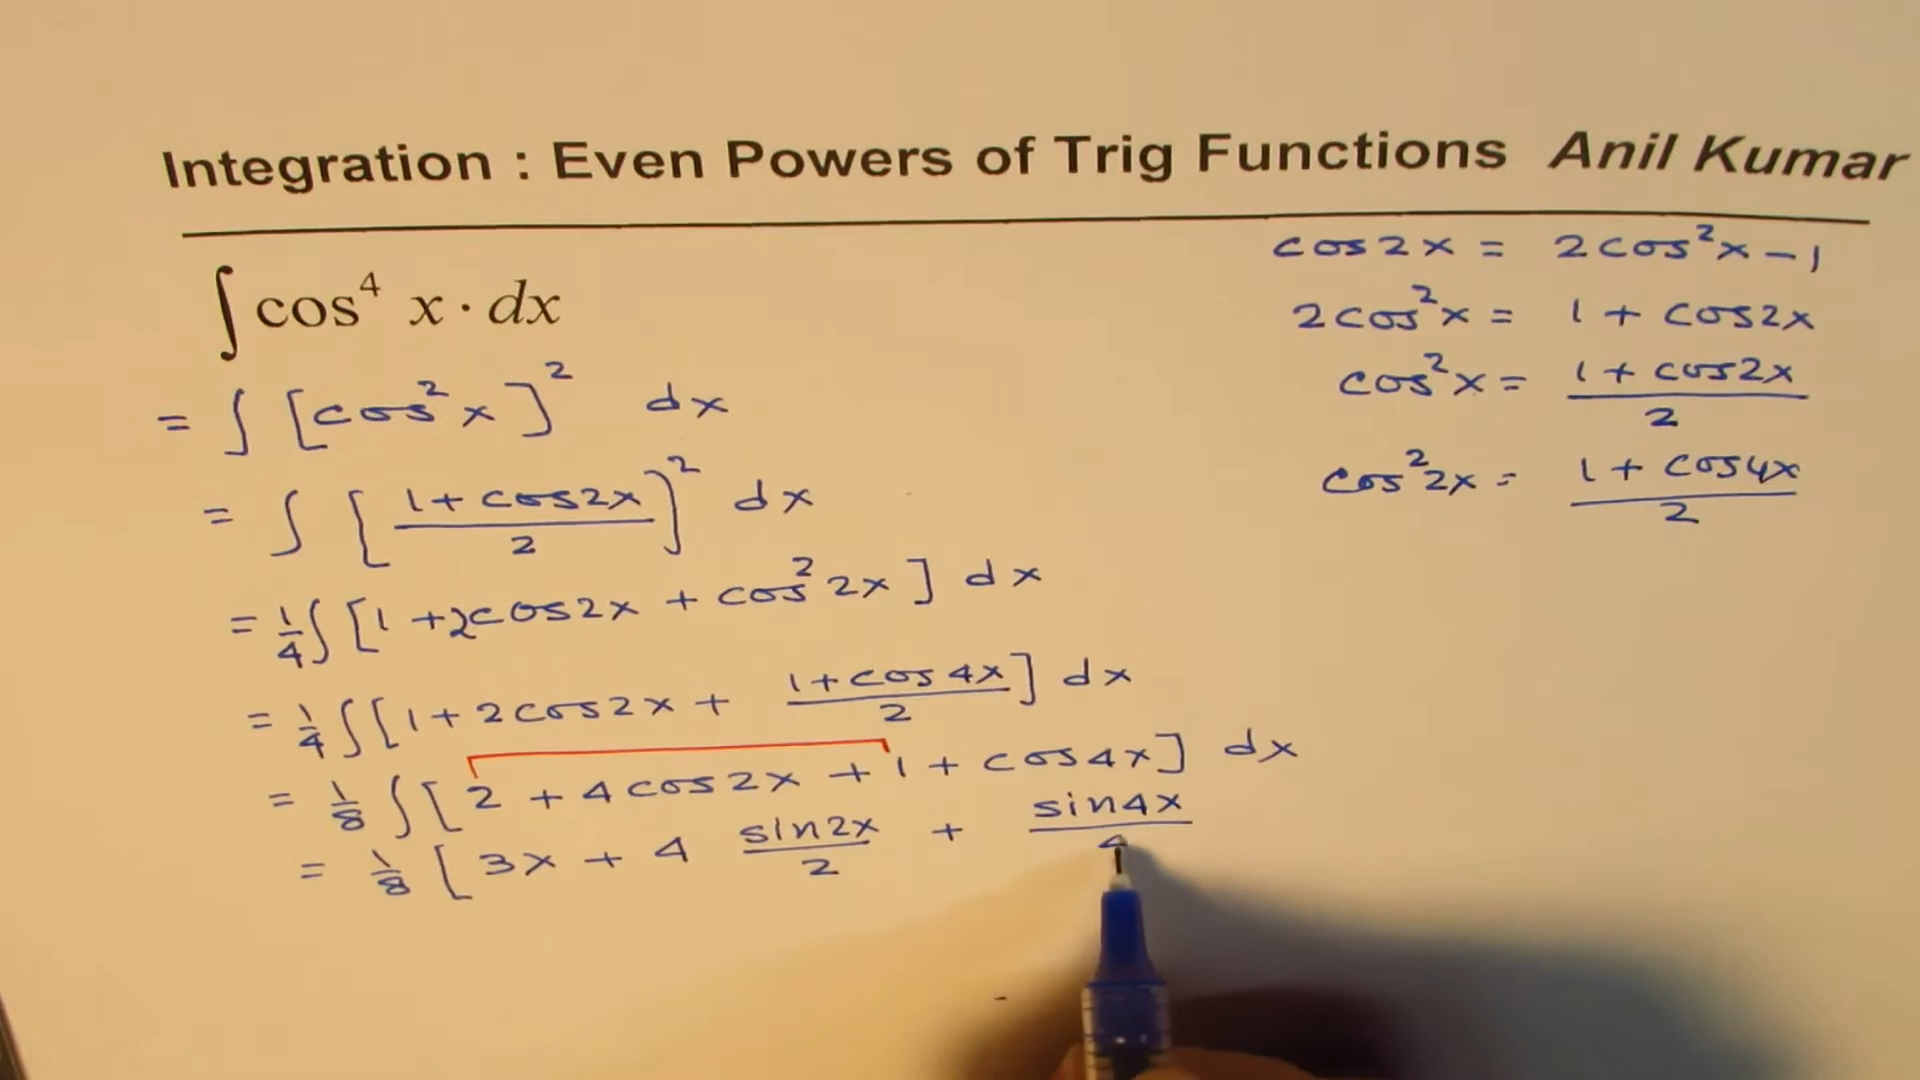 Integration : Even Powers of Trig Functions Anil Kumar
∫ cos⁴ x · dx
= ∫ [cos²x]² dx
= ∫ [(1+cos2x)/2]² dx
= 1/4 ∫ [1 + 2cos2x + cos²2x] dx
= 1/4 ∫ [1 + 2cos2x + (1+cos4x)/2] dx
= 1/8 ∫ [2 + 4cos2x + 1 + cos4x] dx
= 1/8 [3x + 4 sin2x/2 + sin4x/4
cos2x = 2cos²x − 1
2cos²x = 1 + cos2x
cos²x = (1 + cos2x)/2
cos²2x = (1 + cos4x)/2